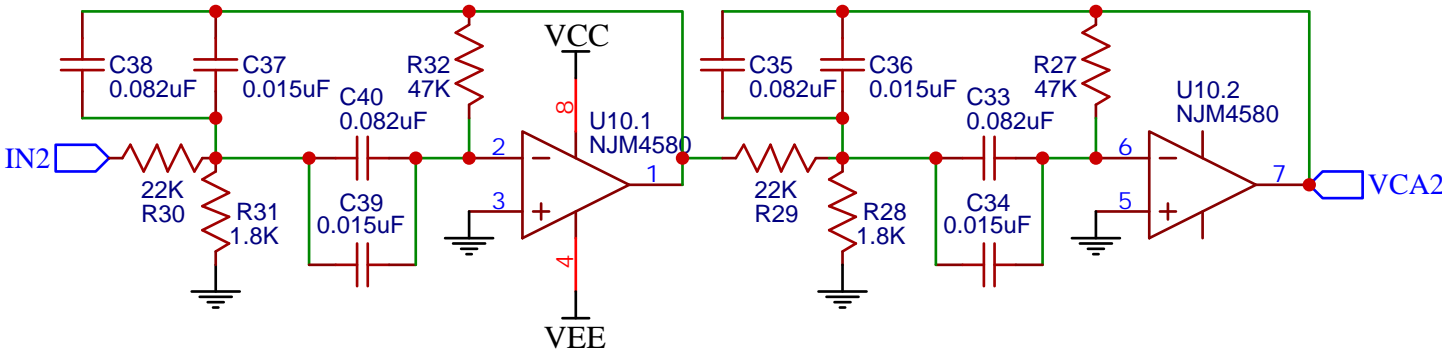 C38
0.082uF
C37
0.015uF
R32
47K
VCC
8
C40
0.082uF
U10.1
NJM4580
IN2
22K
R30
R31
1.8K
C39
0.015uF
2
3
1
4
VEE
C35
0.082uF
C36
0.015uF
R27
47K
C33
0.082uF
U10.2
NJM4580
22K
R29
R28
1.8K
C34
0.015uF
6
5
7
VCA2